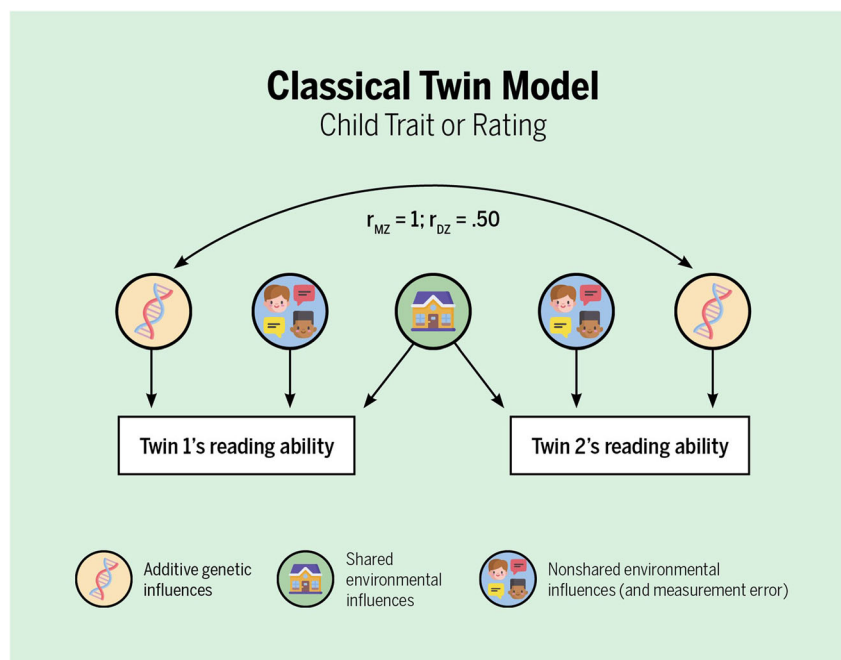 Classical Twin Model
Child Trait or Rating
rMZ = 1; rDZ = .50
Twin 1’s reading ability
Twin 2’s reading ability
Additive genetic
influences
Shared
environmental
influences
Nonshared environmental
influences (and measurement error)